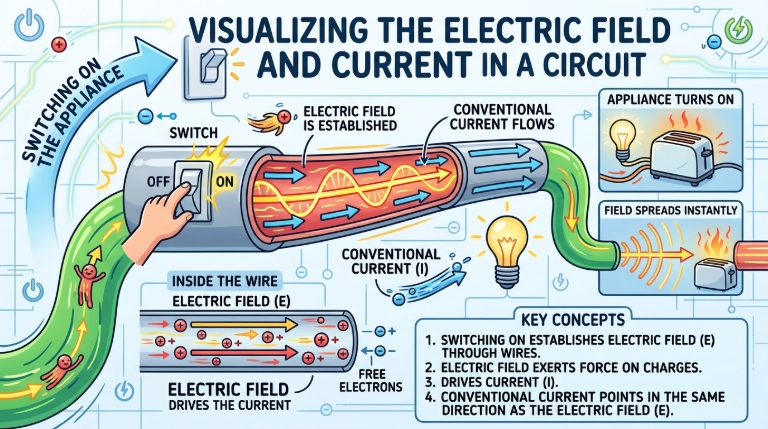 VISUALIZING THE ELECTRIC FIELD
AND CURRENT IN A CIRCUIT
SWITCHING ON
THE APPLIANCE
SWITCH
OFF
ON
ELECTRIC FIELD
IS ESTABLISHED
CONVENTIONAL
CURRENT FLOWS
APPLIANCE TURNS ON
FIELD SPREADS INSTANTLY
CONVENTIONAL
CURRENT (I)
INSIDE THE WIRE
ELECTRIC FIELD (E)
FREE
ELECTRONS
ELECTRIC FIELD
DRIVES THE CURRENT
KEY CONCEPTS
1. SWITCHING ON ESTABLISHES ELECTRIC FIELD (E)
THROUGH WIRES.
2. ELECTRIC FIELD EXERTS FORCE ON CHARGES.
3. DRIVES CURRENT (I).
4. CONVENTIONAL CURRENT POINTS IN THE SAME
DIRECTION AS THE ELECTRIC FIELD (E).